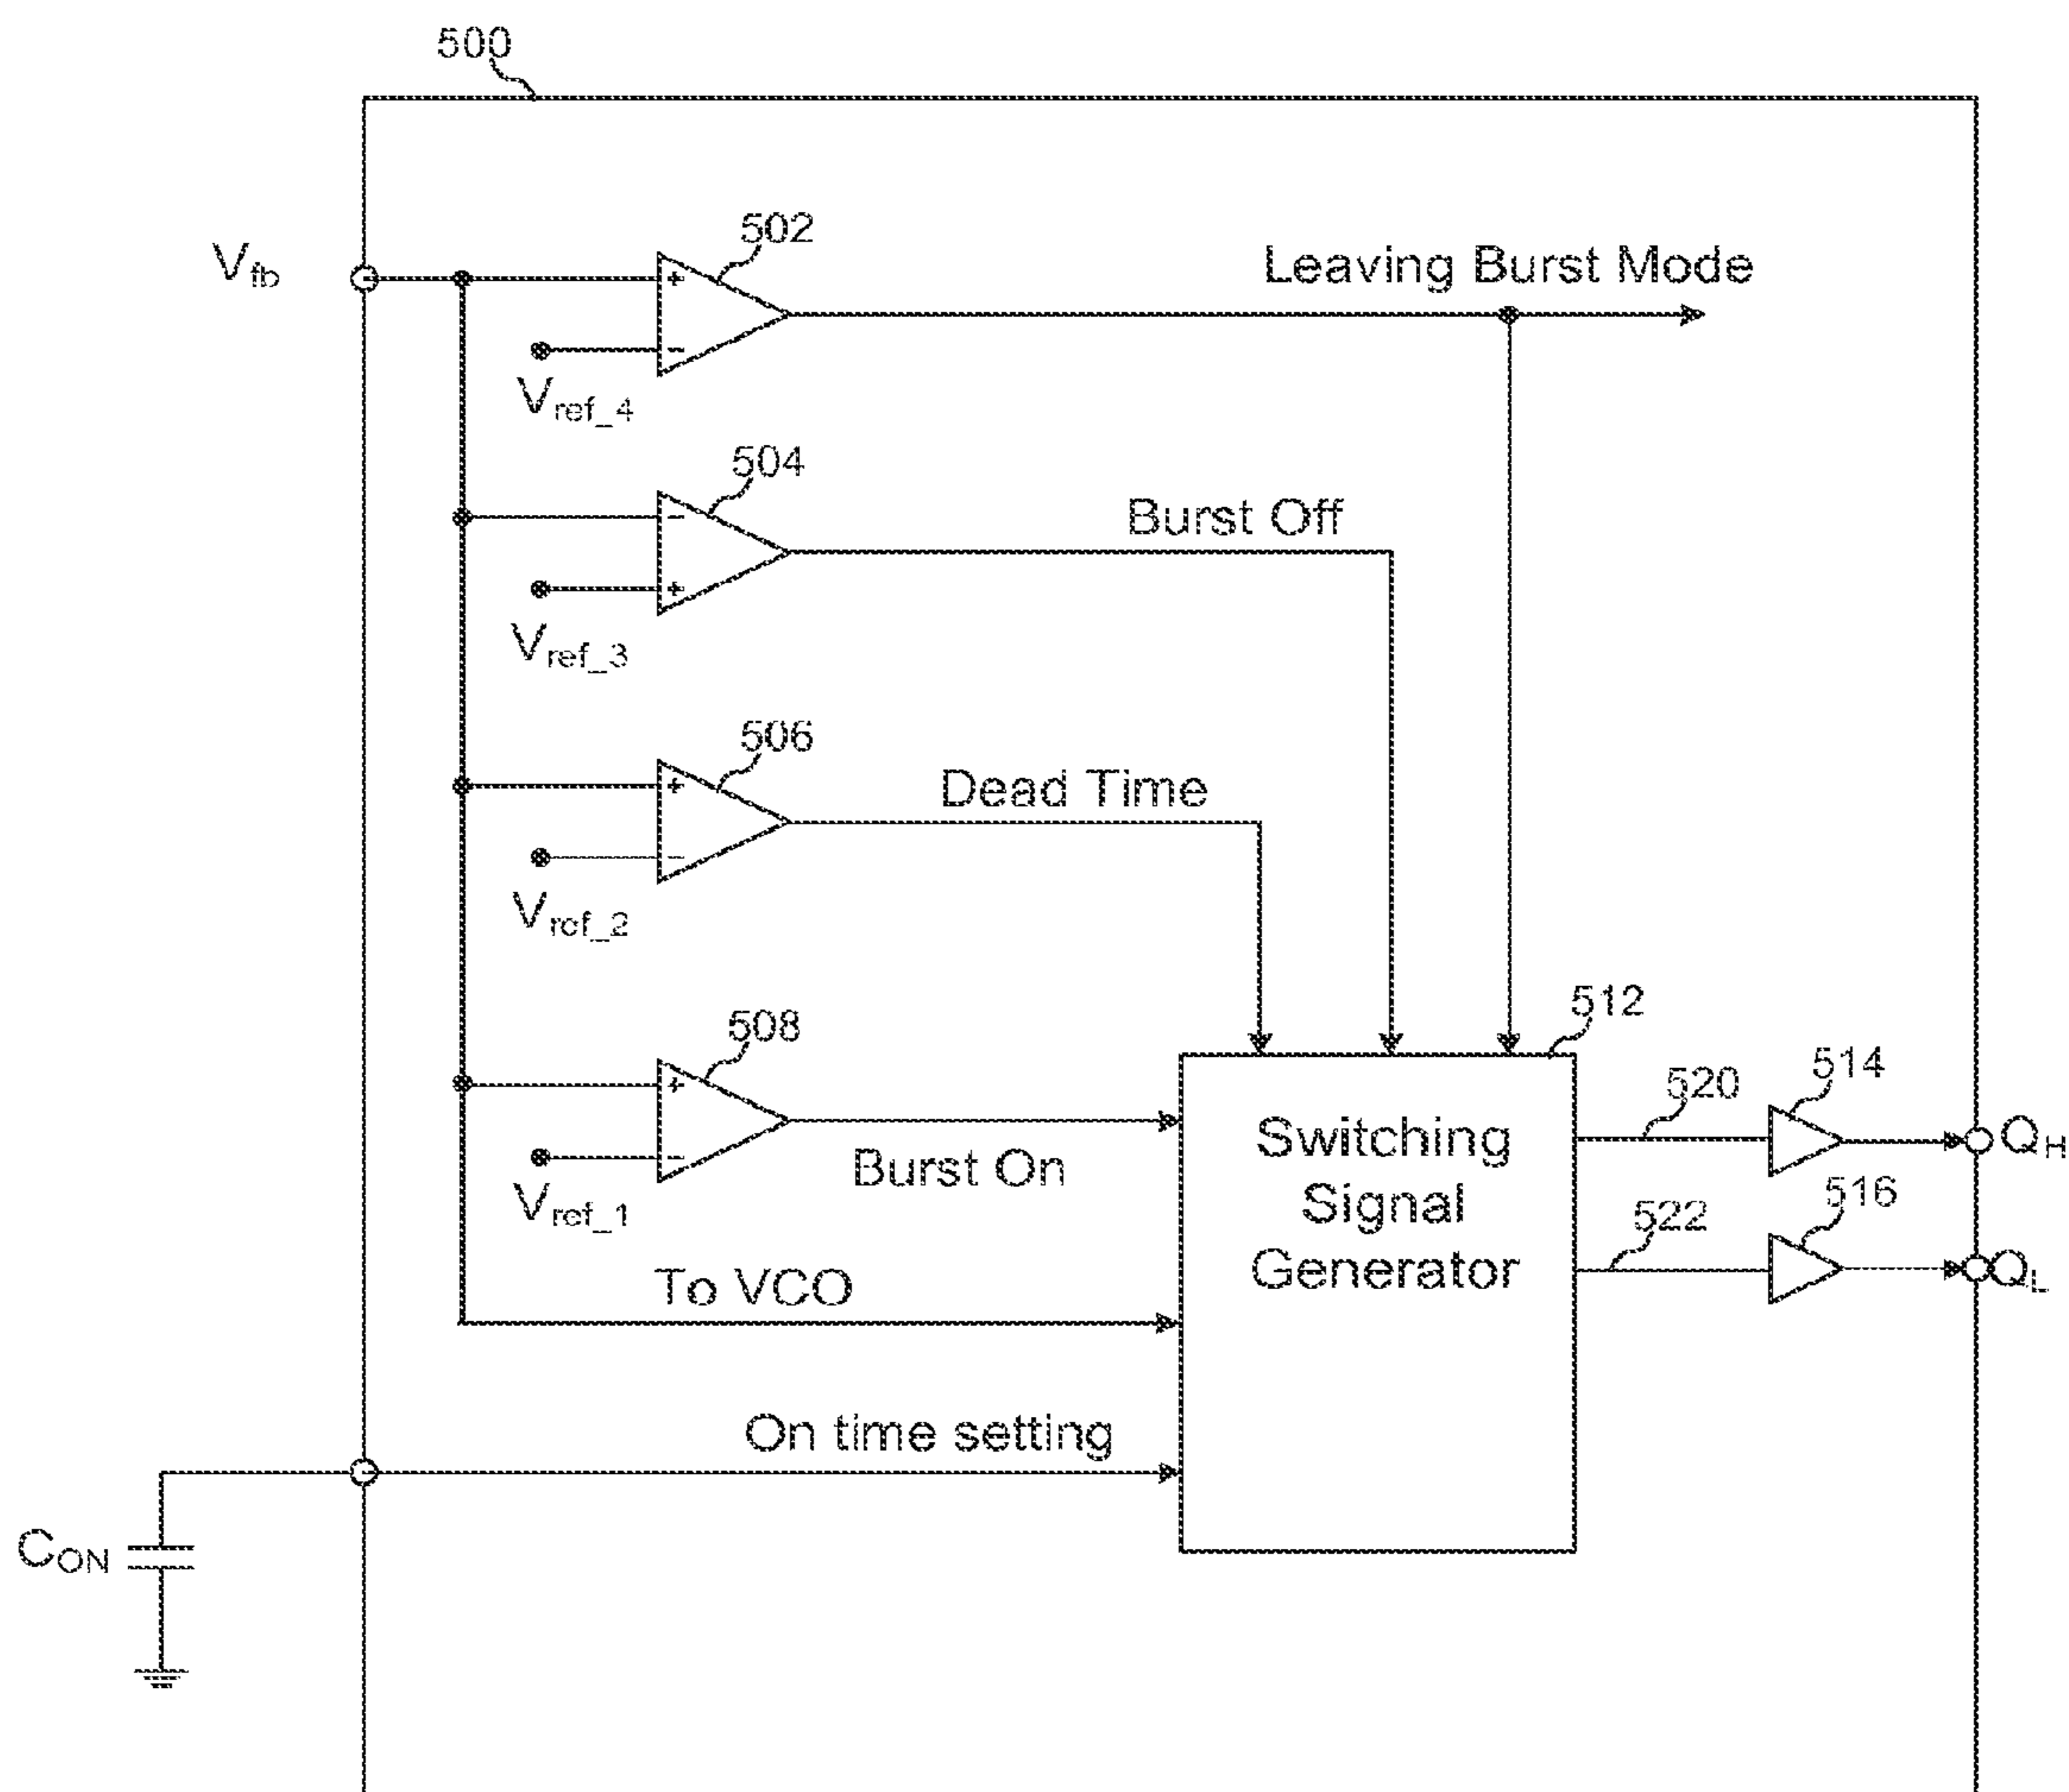 500
502
Leaving Burst Mode
Vfb
Vref_4
504
Burst Off
Vref_3
506
Dead Time
Vref_2
508
512
Burst On
Vref_1
Switching
Signal
Generator
520
514
QH
522
516
QL
To VCO
On time setting
CON